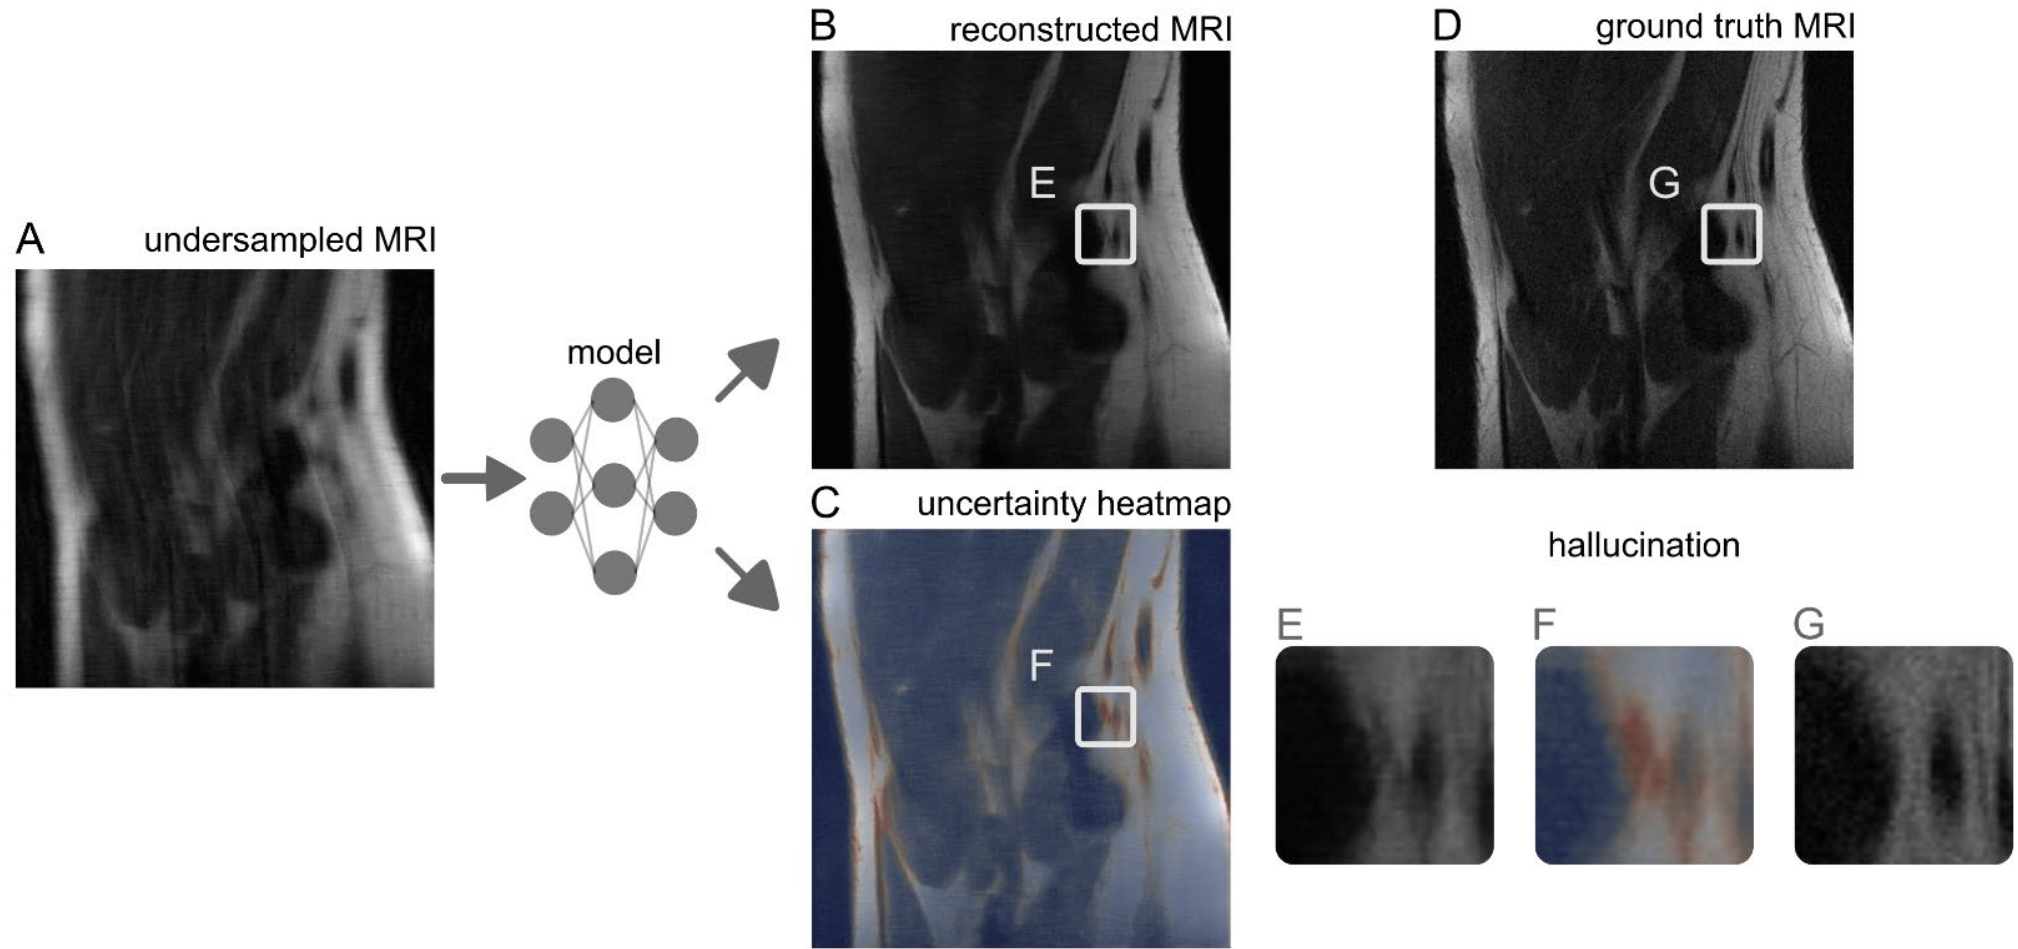 A undersampled MRI
model
B reconstructed MRI
E
C uncertainty heatmap
F
D ground truth MRI
G
hallucination
E F G